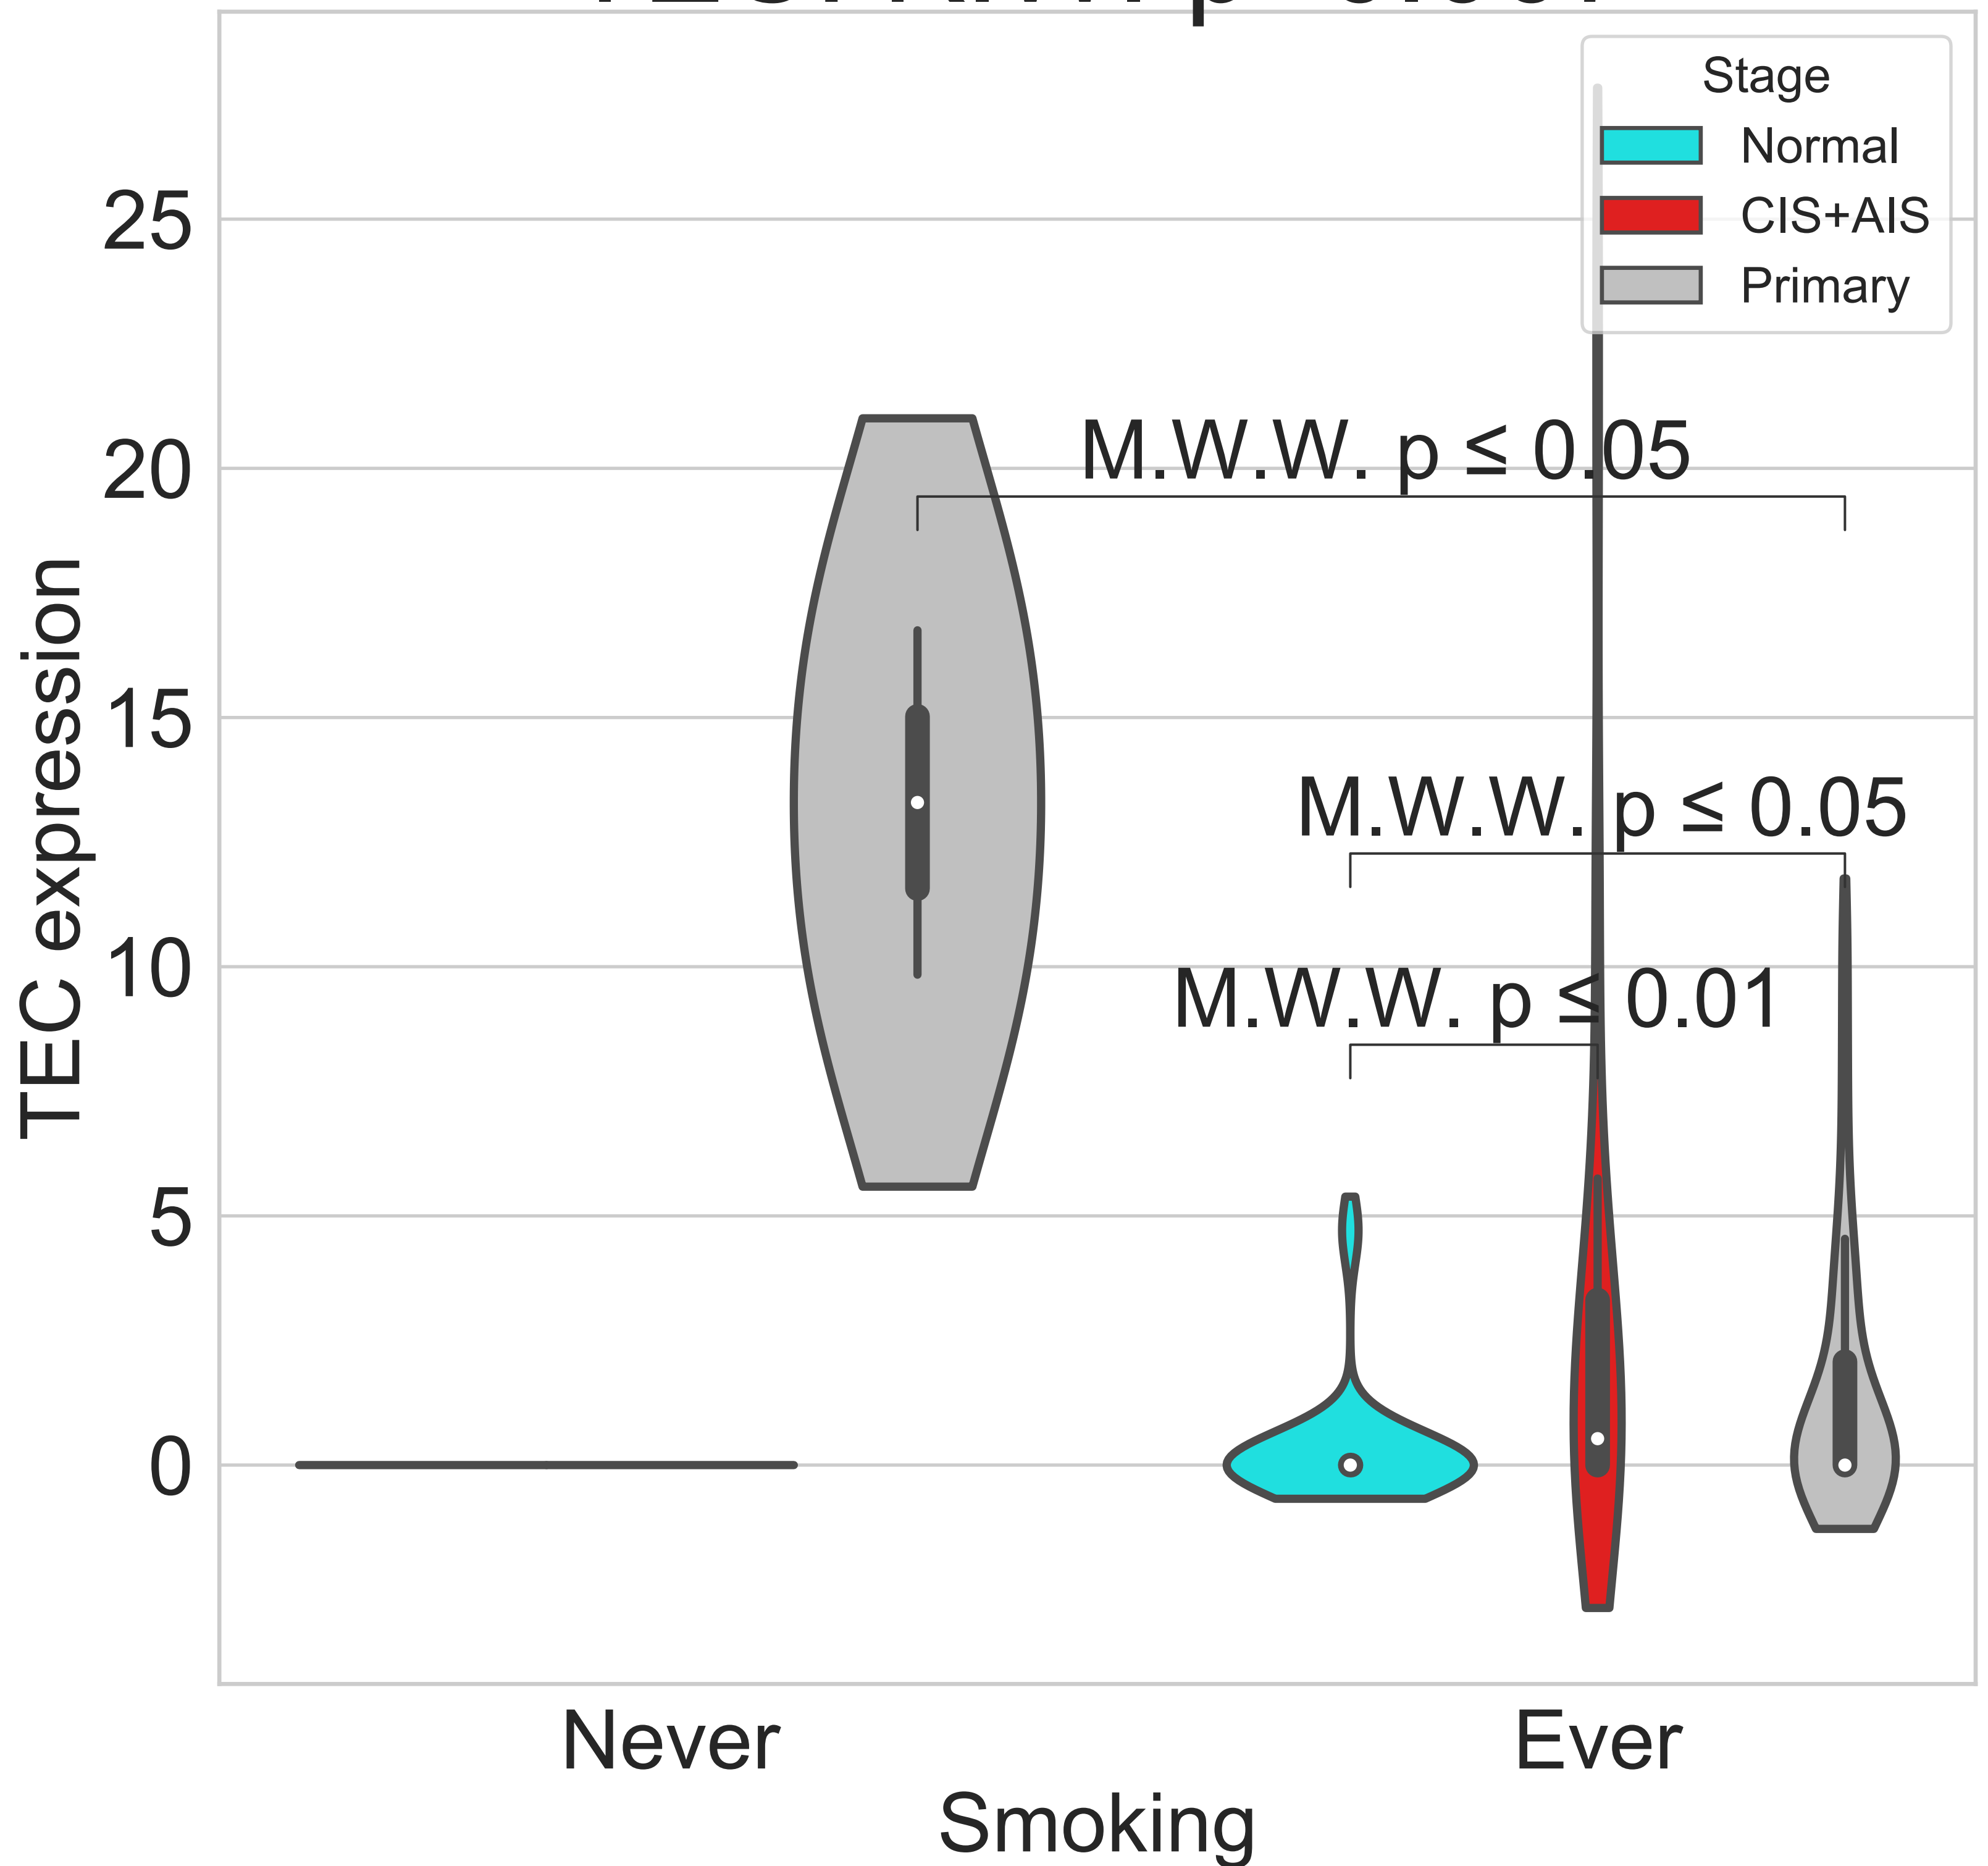 Stage
Normal
CIS+AIS
Primary
25
20
15
10
5
0
TEC expression
M.W.W. p ≤ 0.05
M.W.W. p ≤ 0.05
M.W.W. p ≤ 0.01
Never
Ever
Smoking